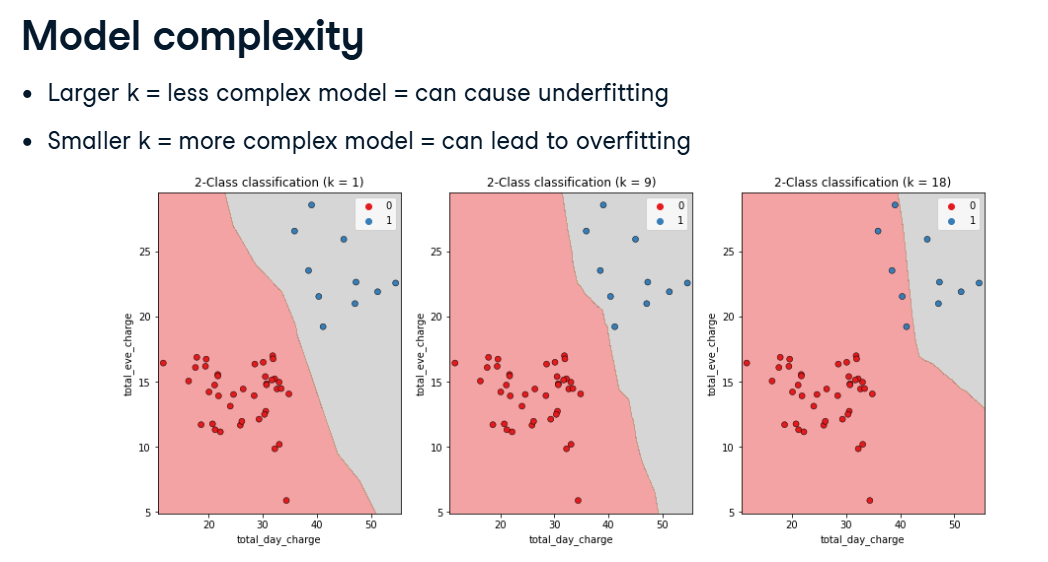 Model complexity
• Larger k = less complex model = can cause underfitting
• Smaller k = more complex model = can lead to overfitting
2-Class classification (k = 1)
0
1
25
20
15
10
5
total_eve_charge
20 30 40 50
total_day_charge
2-Class classification (k = 9)
0
1
25
20
15
10
5
total_eve_charge
20 30 40 50
total_day_charge
2-Class classification (k = 18)
0
1
25
20
15
10
5
total_eve_charge
20 30 40 50
total_day_charge